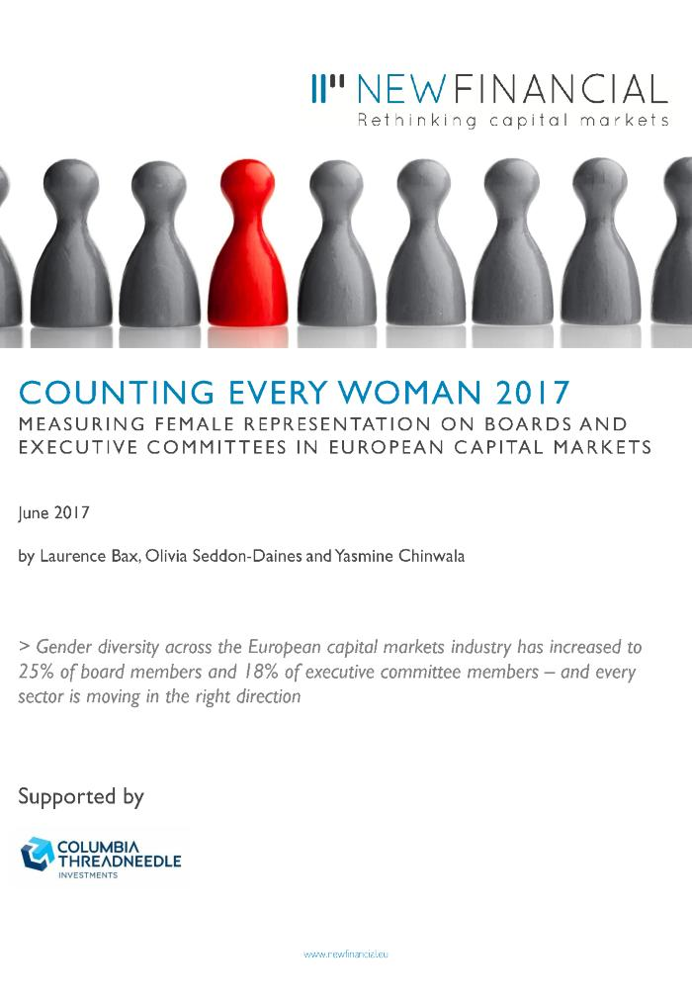 NEWFINANCIAL
Rethinking capital markets
COUNTING EVERY WOMAN 2017
MEASURING FEMALE REPRESENTATION ON BOARDS AND
EXECUTIVE COMMITTEES IN EUROPEAN CAPITAL MARKETS
June 2017
by Laurence Bax, Olivia Seddon-Daines and Yasmine Chinwala
> Gender diversity across the European capital markets industry has increased to
25% of board members and 18% of executive committee members – and every
sector is moving in the right direction
Supported by
COLUMBIA
THREADNEEDLE
INVESTMENTS
www.newfinancial.eu